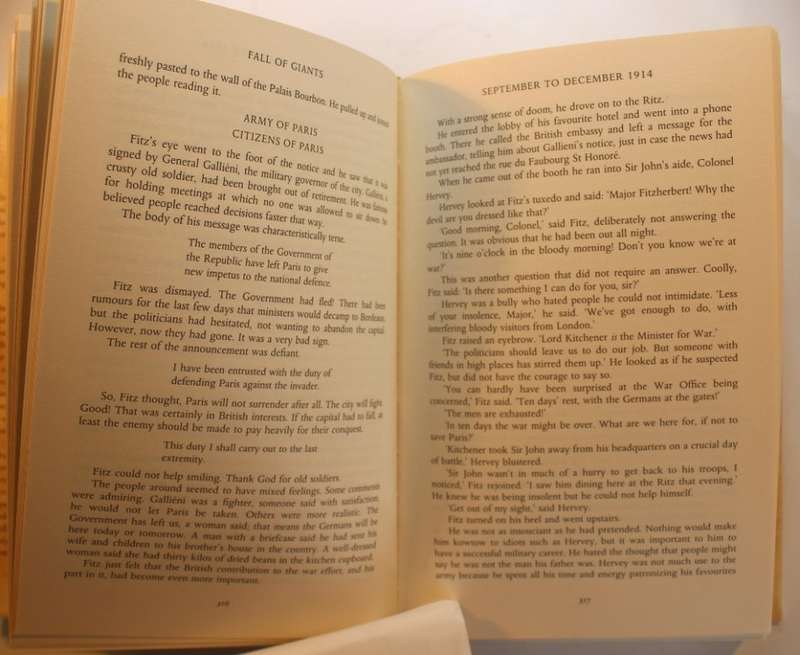 FALL OF GIANTS
freshly pasted to the wall of the Palais Bourbon. He pulled up and
the people reading it.
ARMY OF PARIS
CITIZENS OF PARIS
Fitz's eye went to the foot of the notice and he saw that it was
signed by General Galliéni, the military governor of the city. Galliéni, a
crusty old soldier, had been brought out of retirement. He was famous
for holding meetings at which no one was allowed to sit down: he
believed people reached decisions faster that way.
The body of his message was characteristically terse.
The members of the Government of
the Republic have left Paris to give
new impetus to the national defence.
Fitz was dismayed. The Government had fled! There had been
rumours for the last few days that ministers would decamp to Bordeaux,
but the politicians had hesitated, not wanting to abandon the capital.
However, now they had gone. It was a very bad sign.
The rest of the announcement was defiant.
I have been entrusted with the duty of
defending Paris against the invader.
So, Fitz thought, Paris will not surrender after all. The city will fight.
Good! That was certainly in British interests. If the capital had to fall, at
least the enemy should be made to pay heavily for their conquest.
This duty I shall carry out to the last
extremity.
Fitz could not help smiling. Thank God for old soldiers.
The people around seemed to have mixed feelings. Some comments
were admiring. Galliéni was a fighter, someone said with satisfaction;
he would not let Paris be taken. Others were more realistic. The
Government has left us, a woman said; that means the Germans will be
here today or tomorrow. A man with a briefcase said he had sent his
wife and children to his brother's house in the country. A well-dressed
woman said she had thirty kilos of dried beans in the kitchen cupboard.
Fitz just felt that the British contribution to the war effort, and his
part in it, had become even more important.
SEPTEMBER TO DECEMBER 1914
With a strong sense of doom, he drove on to the Ritz.
He entered the lobby of his favourite hotel and went into a phone
booth. There he called the British embassy and left a message for the
ambassador, telling him about Gallieni's notice, just in case the news had
not yet reached the rue du Faubourg St Honoré.
When he came out of the booth he ran into Sir John's aide, Colonel
Hervey.
Hervey looked at Fitz's tuxedo and said: 'Major Fitzherbert! Why the
devil are you dressed like that?'
'Good morning, Colonel,' said Fitz, deliberately not answering the
question. It was obvious that he had been out all night.
'It's nine o'clock in the bloody morning! Don't you know we're at
war?'
This was another question that did not require an answer. Coolly,
Fitz said: 'Is there something I can do for you, sir?'
Hervey was a bully who hated people he could not intimidate. 'Less
of your insolence, Major,' he said. 'We've got enough to do, with
interfering bloody visitors from London.'
Fitz raised an eyebrow. 'Lord Kitchener is the Minister for War.'
'The politicians should leave us to do our job. But someone with
friends in high places has stirred them up.' He looked as if he suspected
Fitz, but did not have the courage to say so.
'You can hardly have been surprised at the War Office being
concerned,' Fitz said. 'Ten days' rest, with the Germans at the gates!'
'The men are exhausted!'
'In ten days the war might be over. What are we here for, if not to
save Paris?'
'Kitchener took Sir John away from his headquarters on a crucial day
of battle,' Hervey blustered.
'Sir John wasn't in much of a hurry to get back to his troops, I
noticed,' Fitz rejoined. 'I saw him dining here at the Ritz that evening.'
He knew he was being insolent but he could not help himself.
'Get out of my sight,' said Hervey.
Fitz turned on his heel and went upstairs.
He was not as insouciant as he had pretended. Nothing would make
him kowtow to idiots such as Hervey, but it was important to him to
have a successful military career. He hated the thought that people might
say he was not the man his father was. Hervey was not much use to the
army because he spent all his time and energy patronizing his favourites
317